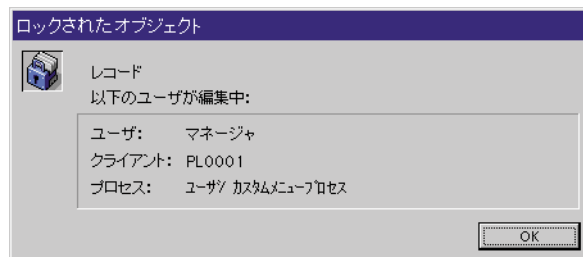 ロックされたオブジェクト
レコード
以下のユーザが編集中:
ユーザ: マネージャ
クライアント: PL0001
プロセス: ユーザ/ カスタムメニュープロセス
OK